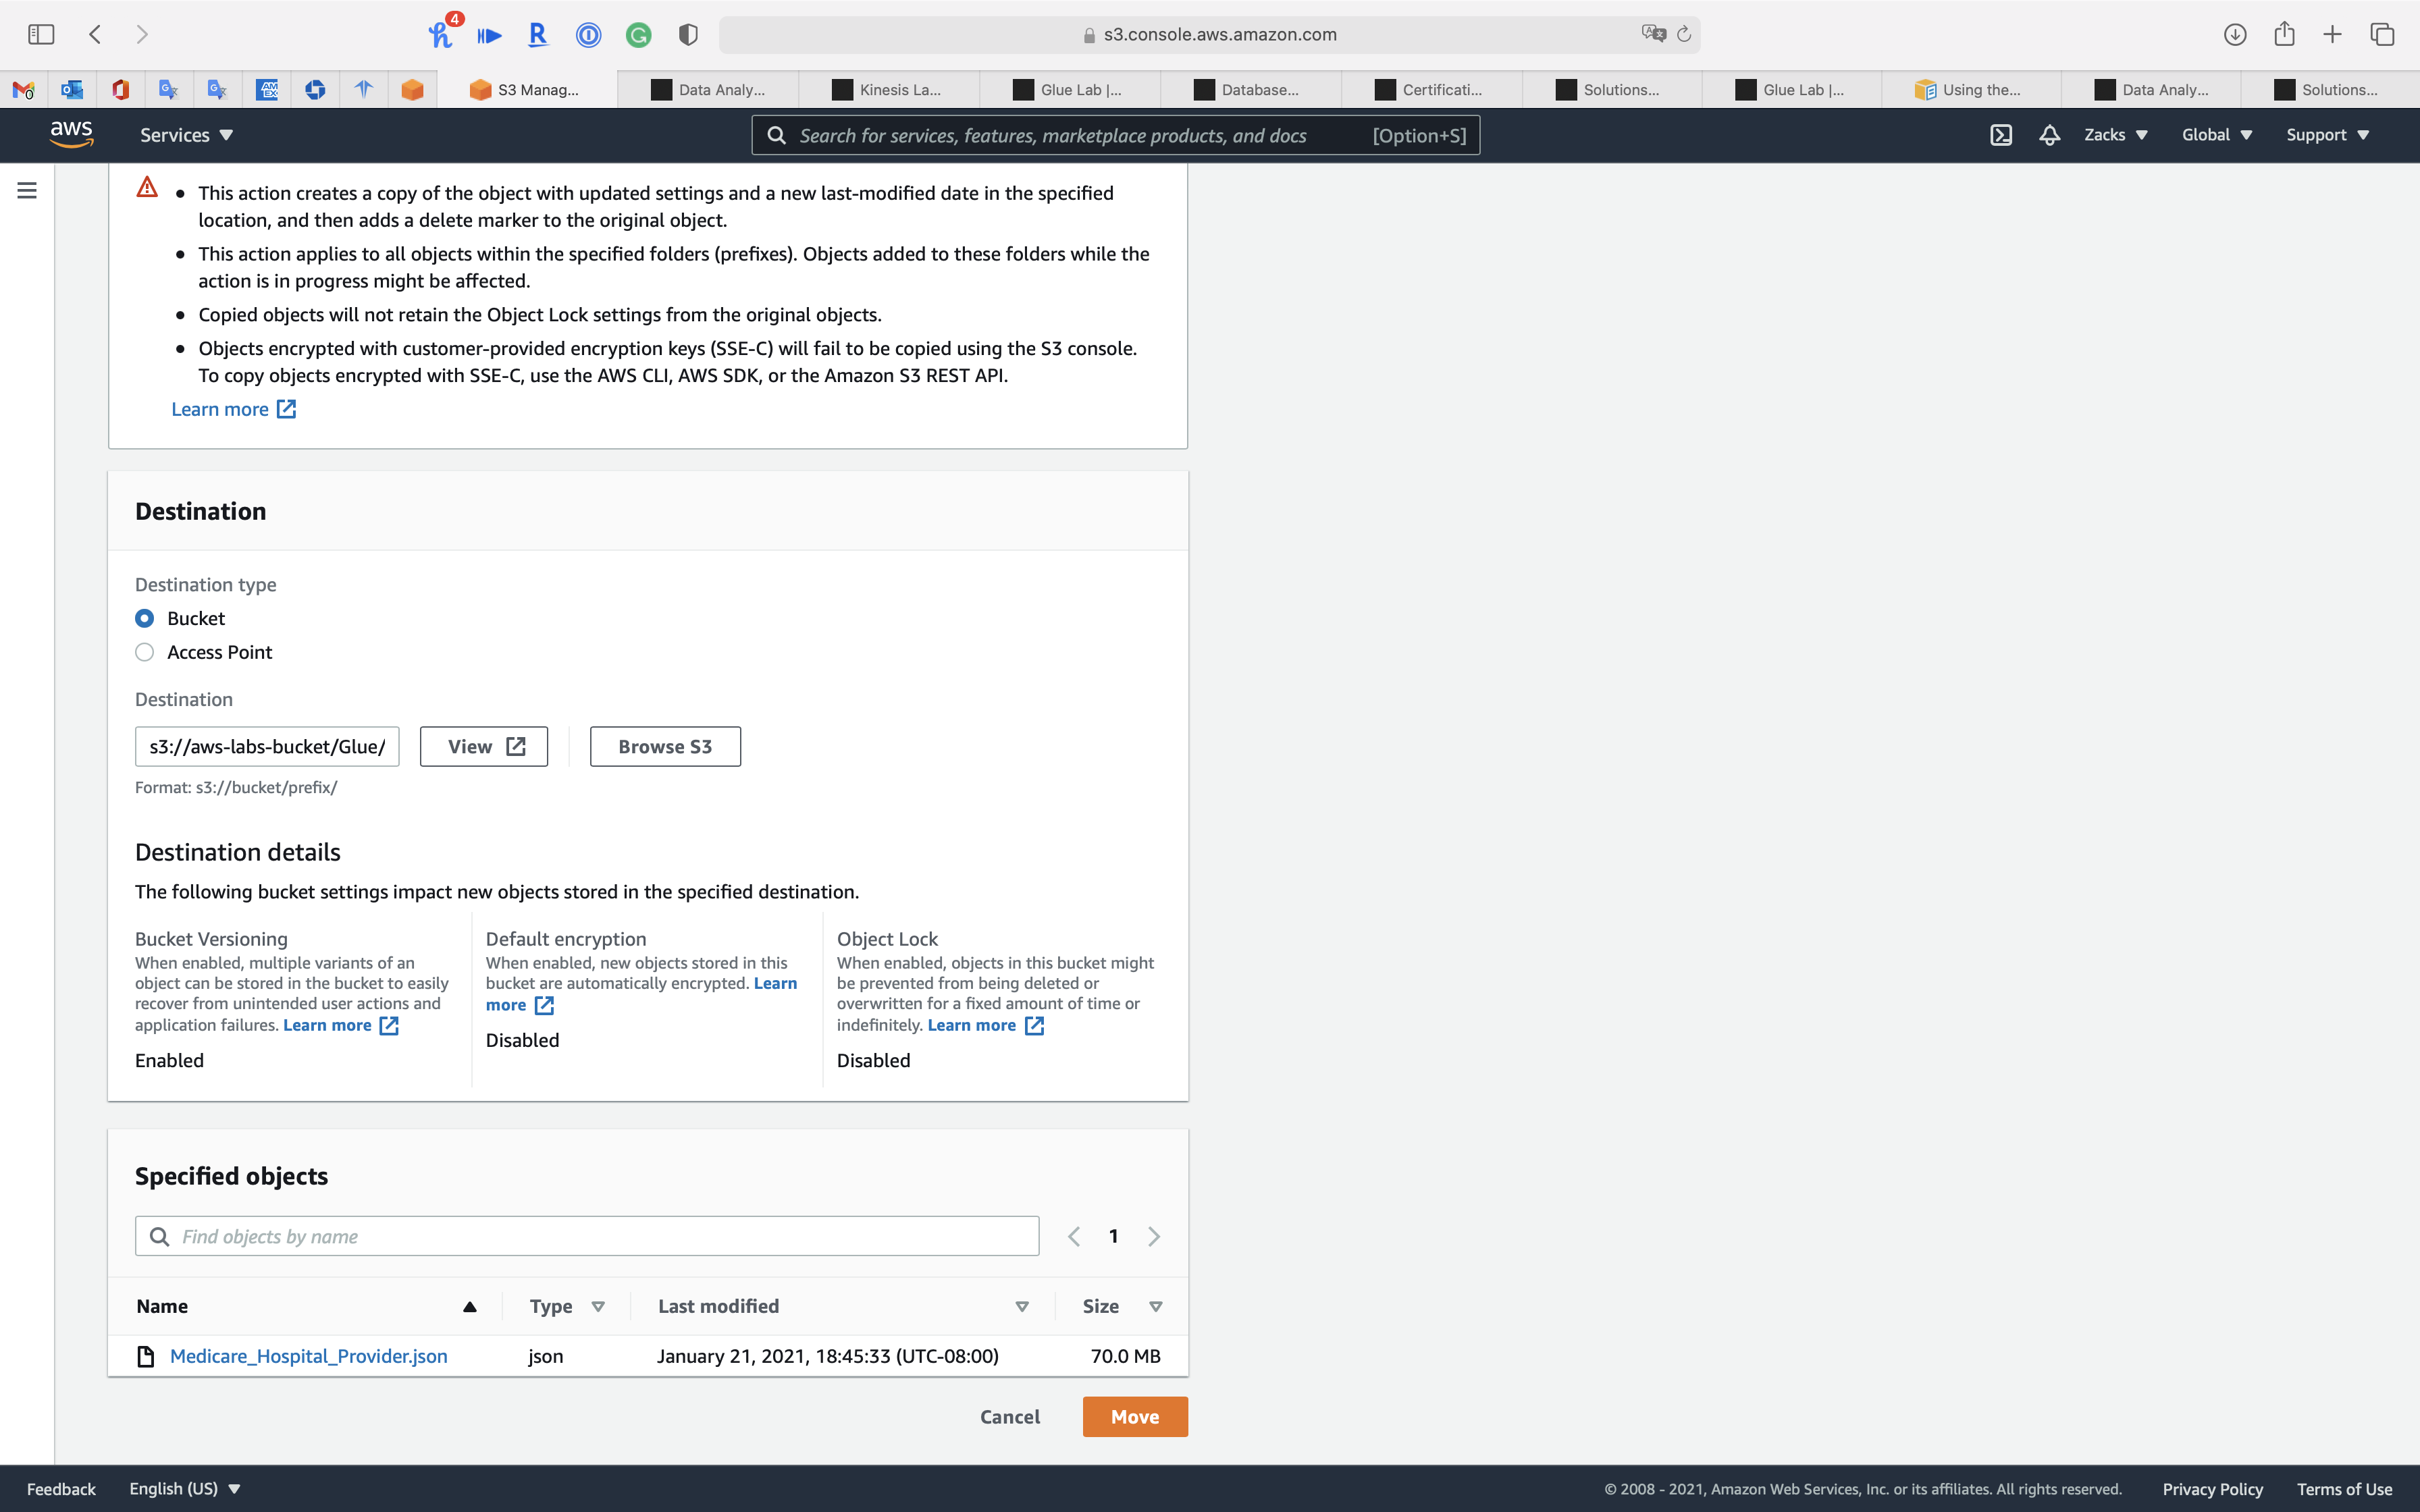 4
s3.console.aws.amazon.com
S3 Manag...
Data Analy...
Kinesis La...
Glue Lab |...
Database...
Certificati...
Solutions...
Glue Lab |...
Using the...
Data Analy...
Solutions...
aws
Services
Search for services, features, marketplace products, and docs
[Option+S]
Zacks
Global
Support
This action creates a copy of the object with updated settings and a new last-modified date in the specified
location, and then adds a delete marker to the original object.
This action applies to all objects within the specified folders (prefixes). Objects added to these folders while the
action is in progress might be affected.
Copied objects will not retain the Object Lock settings from the original objects.
Objects encrypted with customer-provided encryption keys (SSE-C) will fail to be copied using the S3 console.
To copy objects encrypted with SSE-C, use the AWS CLI, AWS SDK, or the Amazon S3 REST API.
Learn more
Destination
Destination type
Bucket
Access Point
Destination
s3://aws-labs-bucket/Glue/
View
Browse S3
Format: s3://bucket/prefix/
Destination details
The following bucket settings impact new objects stored in the specified destination.
Bucket Versioning
When enabled, multiple variants of an
object can be stored in the bucket to easily
recover from unintended user actions and
application failures. Learn more
Enabled
Default encryption
When enabled, new objects stored in this
bucket are automatically encrypted. Learn
more
Disabled
Object Lock
When enabled, objects in this bucket might
be prevented from being deleted or
overwritten for a fixed amount of time or
indefinitely. Learn more
Disabled
Specified objects
Find objects by name
1
Name
Type
Last modified
Size
Medicare_Hospital_Provider.json
json
January 21, 2021, 18:45:33 (UTC-08:00)
70.0 MB
Cancel
Move
Feedback
English (US)
© 2008 - 2021, Amazon Web Services, Inc. or its affiliates. All rights reserved.
Privacy Policy
Terms of Use